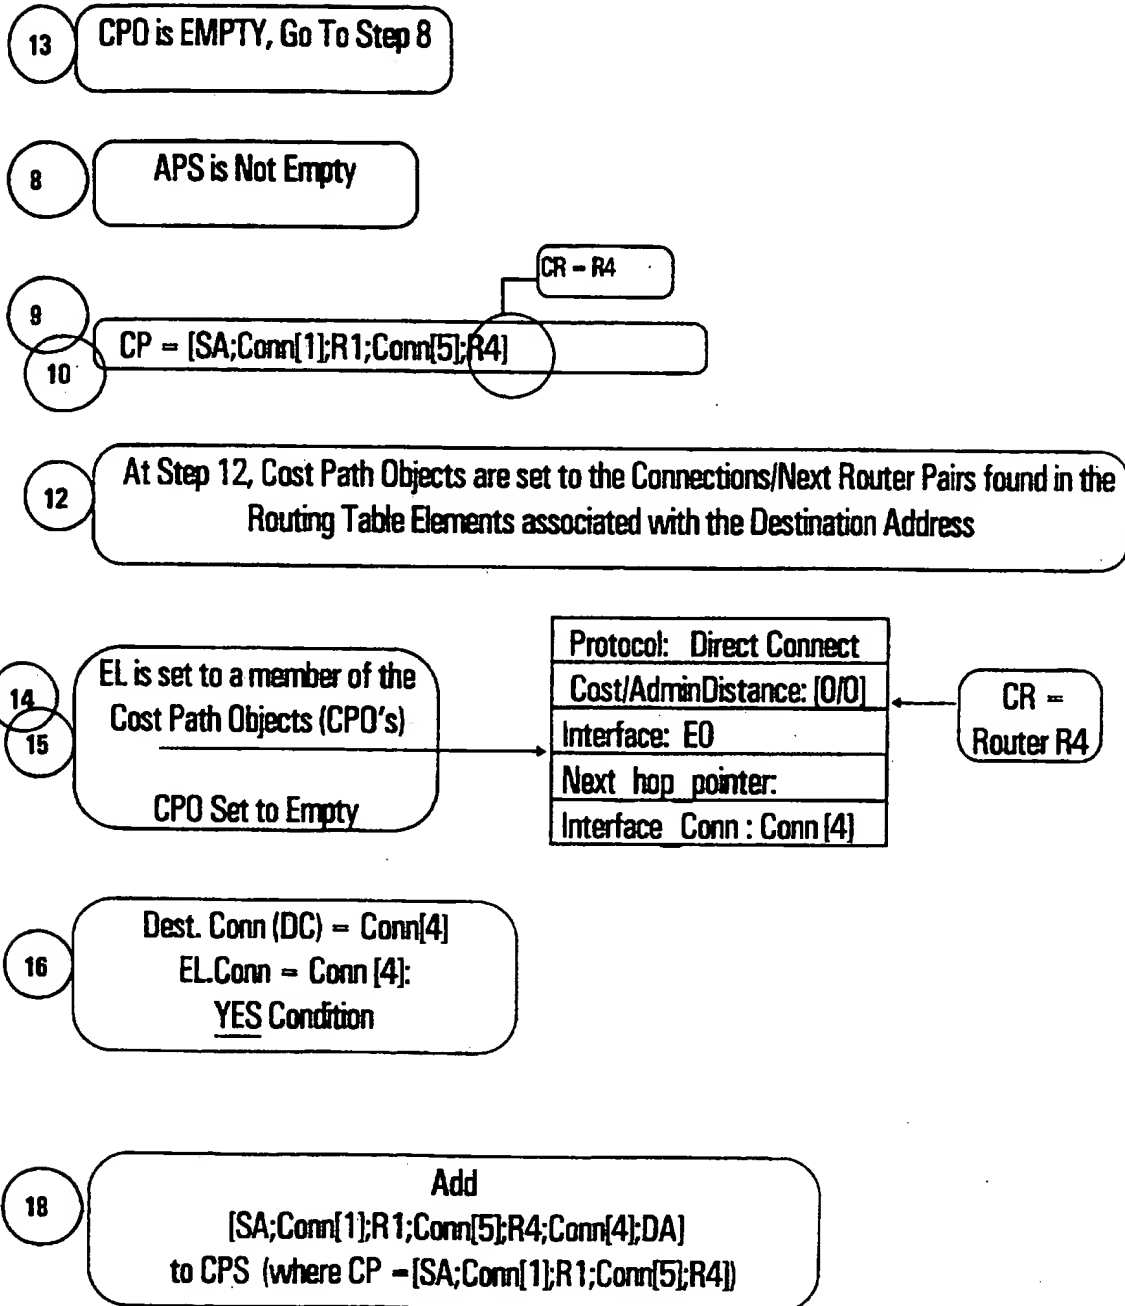 13
CPO is EMPTY, Go To Step 8
8
APS is Not Empty
CR = R4
9
CP = [SA;Conn[1];R1;Conn[5];R4]
10
At Step 12, Cost Path Objects are set to the Connections/Next Router Pairs found in the
12
Routing Table Elements associated with the Destination Address
14
15
EL is set to a member of the
Cost Path Objects (CPO's)
CPO Set to Empty
Protocol: Direct Connect
Cost/AdminDistance: [0/0]
Interface: E0
Next hop pointer:
Interface Conn : Conn [4]
CR =
Router R4
16
Dest. Conn (DC) = Conn[4]
EL.Conn = Conn [4]:
YES Condition
18
Add
[SA;Conn[1];R1;Conn[5];R4;Conn[4];DA]
to CPS (where CP = [SA;Conn[1];R1;Conn[5];R4])